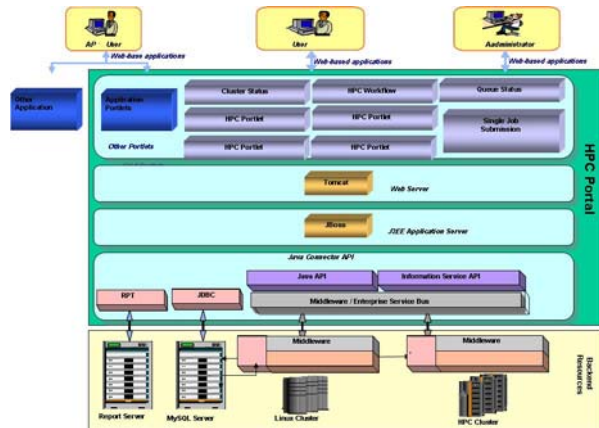 AP User
User
Aadministrator
Web-base applications
Web-based applications
Web-based applications
Other
Application
Application
Portlets
Cluster Status
HPC Workflow
Queue Status
HPC Portlet
HPC Portlet
Single Job
Submission
Other Portlets
HPC Portlet
HPC Portlet
HPC Portal
Tomcat
Web Server
JBoss
J2EE Application Server
Java Connector API
Java API
Information Service API
RPT
JDBC
Middleware / Enterprise Service Bus
Middleware
Middleware
Backend
Resources
Report Server
MySQL Server
Linux Cluster
HPC Cluster